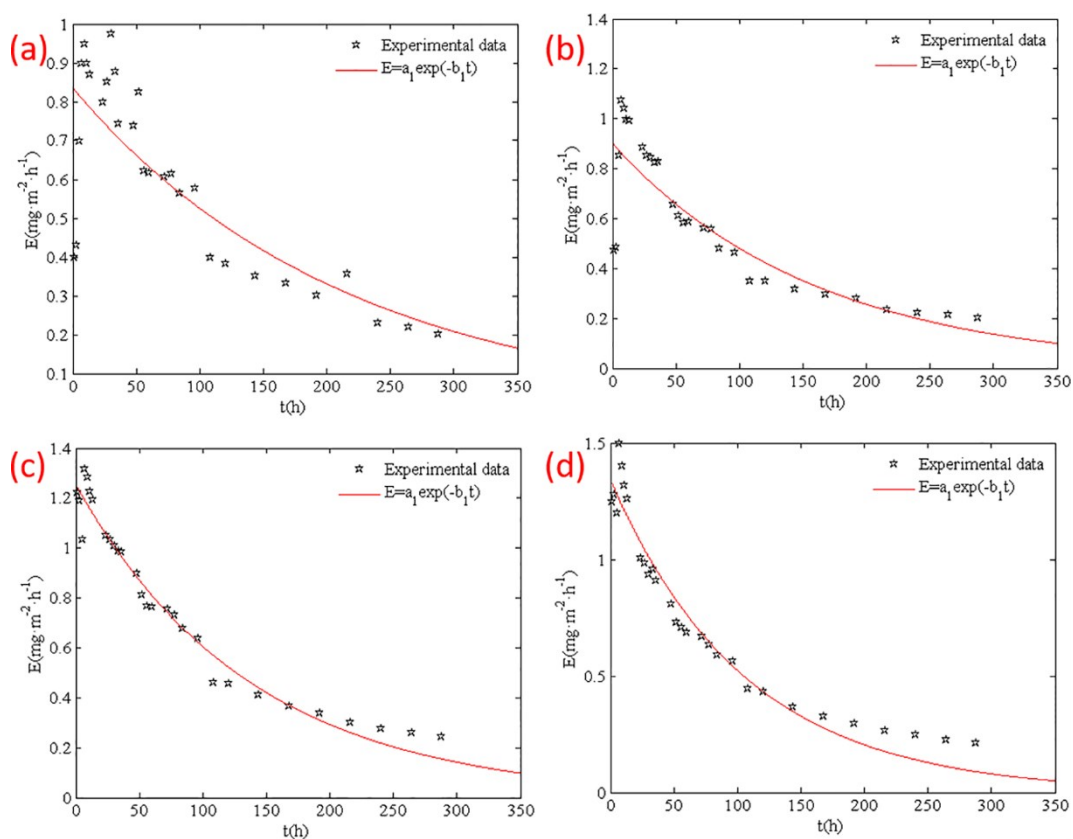 (a)
1
0.9
0.8
0.7
0.6
0.5
0.4
0.3
0.2
0.1
E(mg·m⁻²·h⁻¹)
Experimental data
E=a₁exp(-b₁t)
0 50 100 150 200 250 300 350
t(h)
(b)
1.4
1.2
1
0.8
0.6
0.4
0.2
0
E(mg·m⁻²·h⁻¹)
Experimental data
E=a₁exp(-b₁t)
0 50 100 150 200 250 300 350
t(h)
(c)
1.4
1.2
1
0.8
0.6
0.4
0.2
0
E(mg·m⁻²·h⁻¹)
Experimental data
E=a₁exp(-b₁t)
0 50 100 150 200 250 300 350
t(h)
(d)
1.5
1
0.5
0
E(mg·m⁻²·h⁻¹)
Experimental data
E=a₁exp(-b₁t)
0 50 100 150 200 250 300 350
t(h)